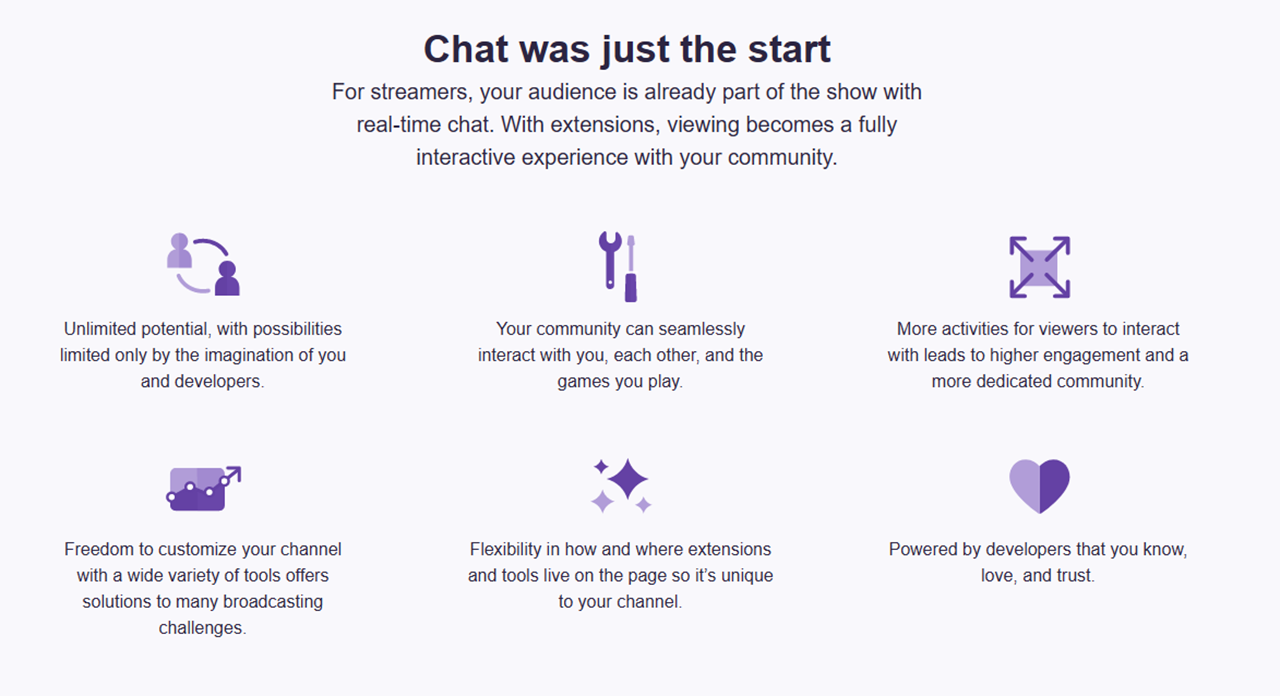 Chat was just the start
For streamers, your audience is already part of the show with
real-time chat. With extensions, viewing becomes a fully
interactive experience with your community.
Unlimited potential, with possibilities
limited only by the imagination of you
and developers.
Your community can seamlessly
interact with you, each other, and the
games you play.
More activities for viewers to interact
with leads to higher engagement and a
more dedicated community.
Freedom to customize your channel
with a wide variety of tools offers
solutions to many broadcasting
challenges.
Flexibility in how and where extensions
and tools live on the page so it’s unique
to your channel.
Powered by developers that you know,
love, and trust.